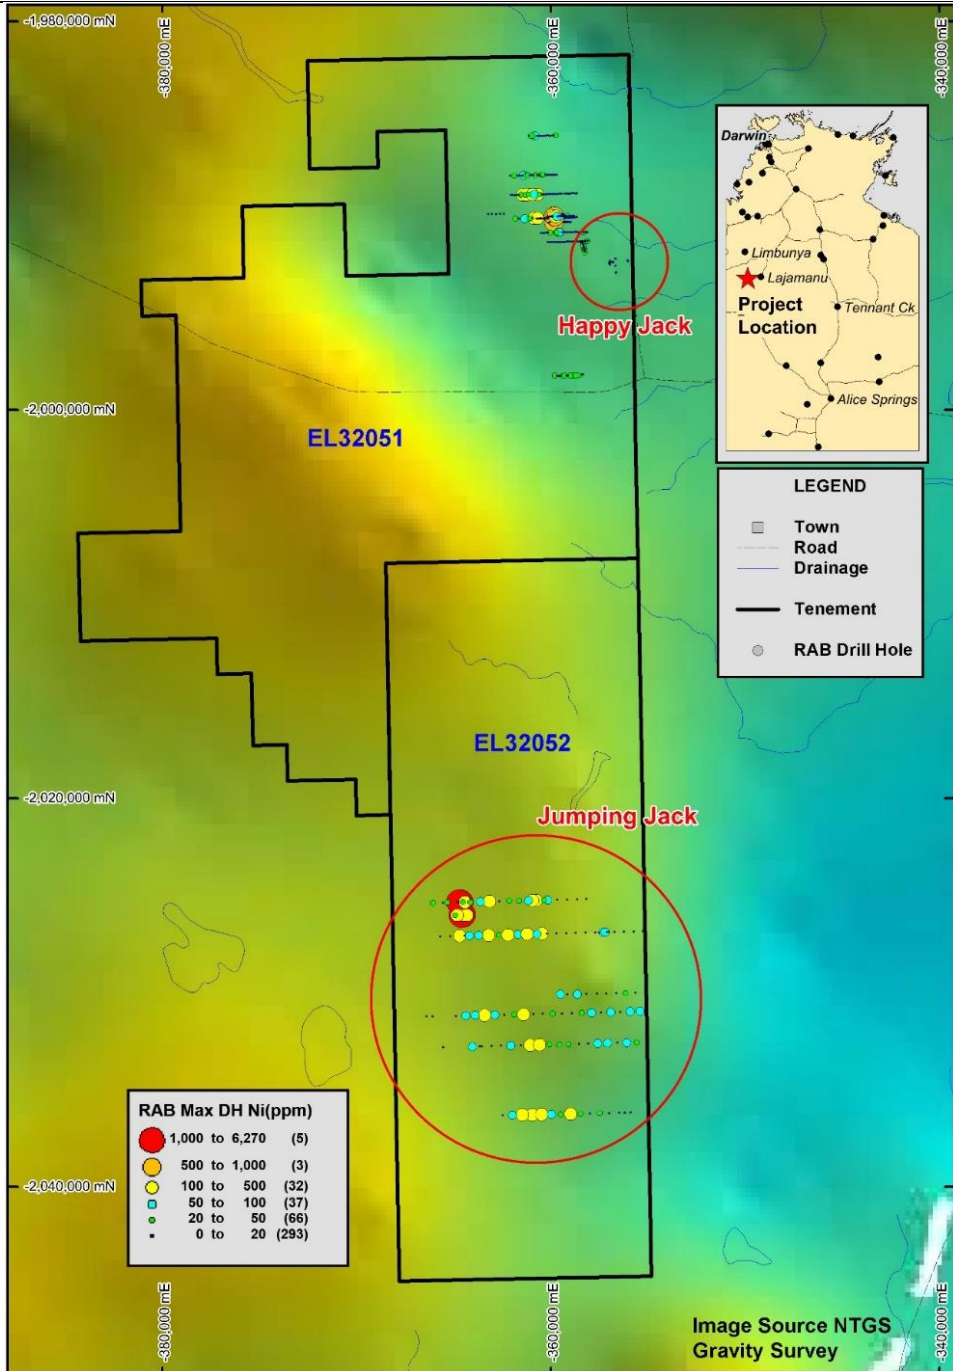 -380,000 mE
-360,000 mE
-340,000 mE
-1,980,000 mN
Darwin
Limbunya
Lajamanu
Project
Location
Tennant Ck
Alice Springs
Happy Jack
-2,000,000 mN
EL32051
LEGEND
Town
Road
Drainage
Tenement
RAB Drill Hole
EL32052
-2,020,000 mN
Jumping Jack
RAB Max DH Ni(ppm)
1,000 to 6,270 (5)
500 to 1,000 (3)
100 to 500 (32)
50 to 100 (37)
20 to 50 (66)
0 to 20 (293)
-2,040,000 mN
-380,000 mE
-360,000 mE
-340,000 mE
Image Source NTGS
Gravity Survey